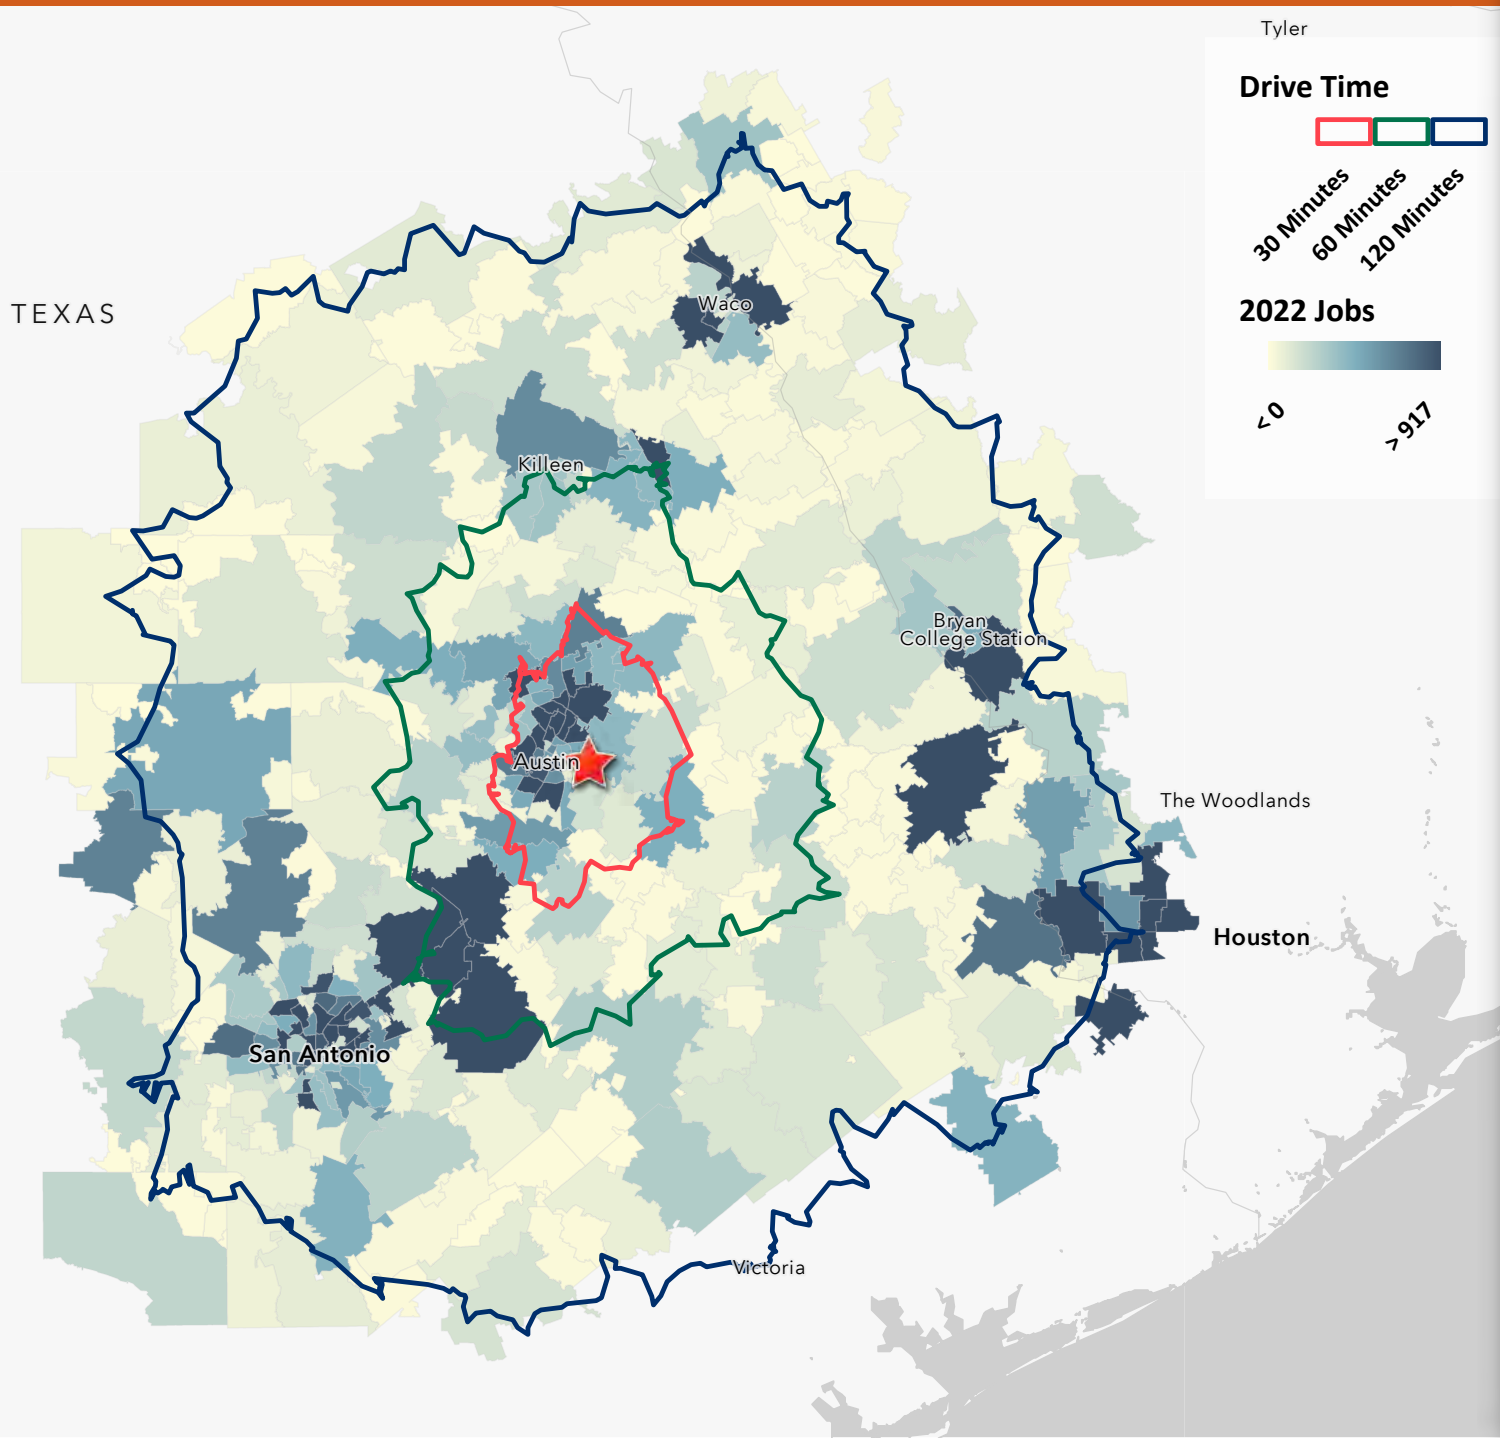 Tyler
Drive Time
30 Minutes
60 Minutes
120 Minutes
2022 Jobs
< 0
> 917
TEXAS
Waco
Killeen
Bryan
College Station
Austin
The Woodlands
Houston
San Antonio
Victoria